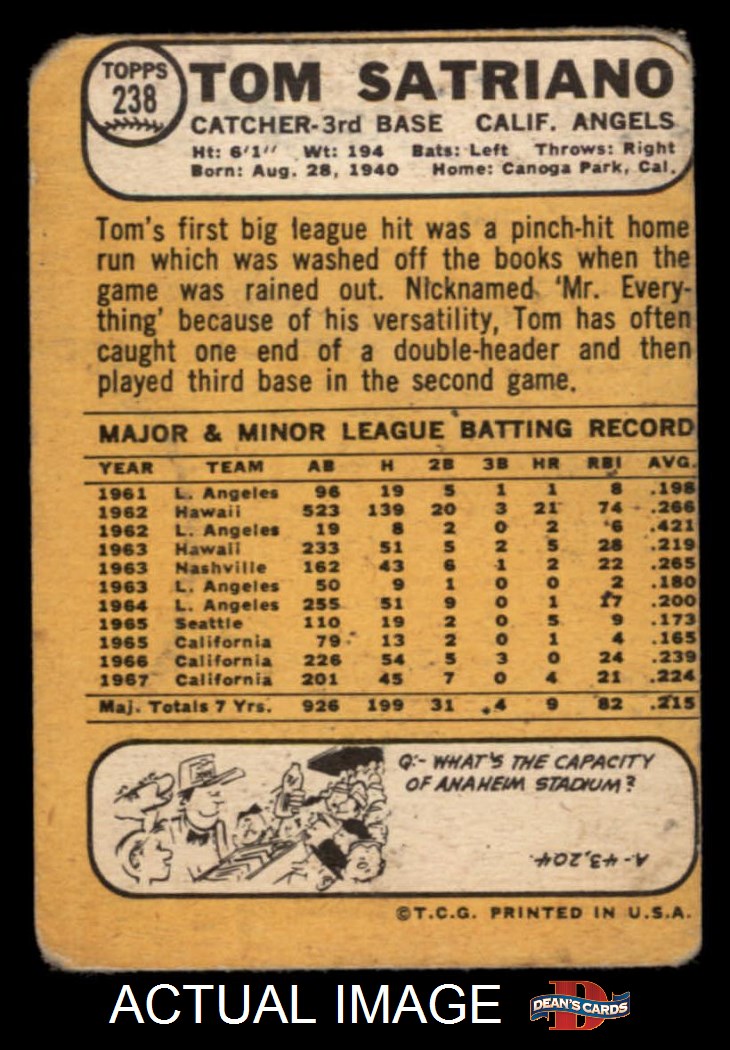 TOPPS
238
TOM SATRIANO
CATCHER-3rd BASE CALIF. ANGELS
Ht: 6'1'' Wt: 194 Bats: Left Throws: Right
Born: Aug. 28, 1940 Home: Canoga Park, Cal.
Tom's first big league hit was a pinch-hit home
run which was washed off the books when the
game was rained out. Nicknamed 'Mr. Every-
thing' because of his versatility, Tom has often
caught one end of a double-header and then
played third base in the second game.
MAJOR & MINOR LEAGUE BATTING RECORD
YEAR TEAM AB H 2B 3B HR RBI AVG.
1961 L. Angeles 96 19 5 1 1 8 .198
1962 Hawaii 523 139 20 3 21 74 .266
1962 L. Angeles 19 8 2 0 2 6 .421
1963 Hawaii 233 51 5 2 5 28 .219
1963 Nashville 162 43 6 1 2 22 .265
1963 L. Angeles 50 9 1 0 0 2 .180
1964 L. Angeles 255 51 9 0 1 17 .200
1965 Seattle 110 19 2 0 5 9 .173
1965 California 79 13 2 0 1 4 .165
1966 California 226 54 5 3 0 24 .239
1967 California 201 45 7 0 4 21 .224
Maj. Totals 7 Yrs. 926 199 31 4 9 82 .215
Q:- WHAT'S THE CAPACITY
OF ANAHEIM STADIUM?
A-43,204.
©T.C.G. PRINTED IN U.S.A.
ACTUAL IMAGE
D
DEAN'S CARDS